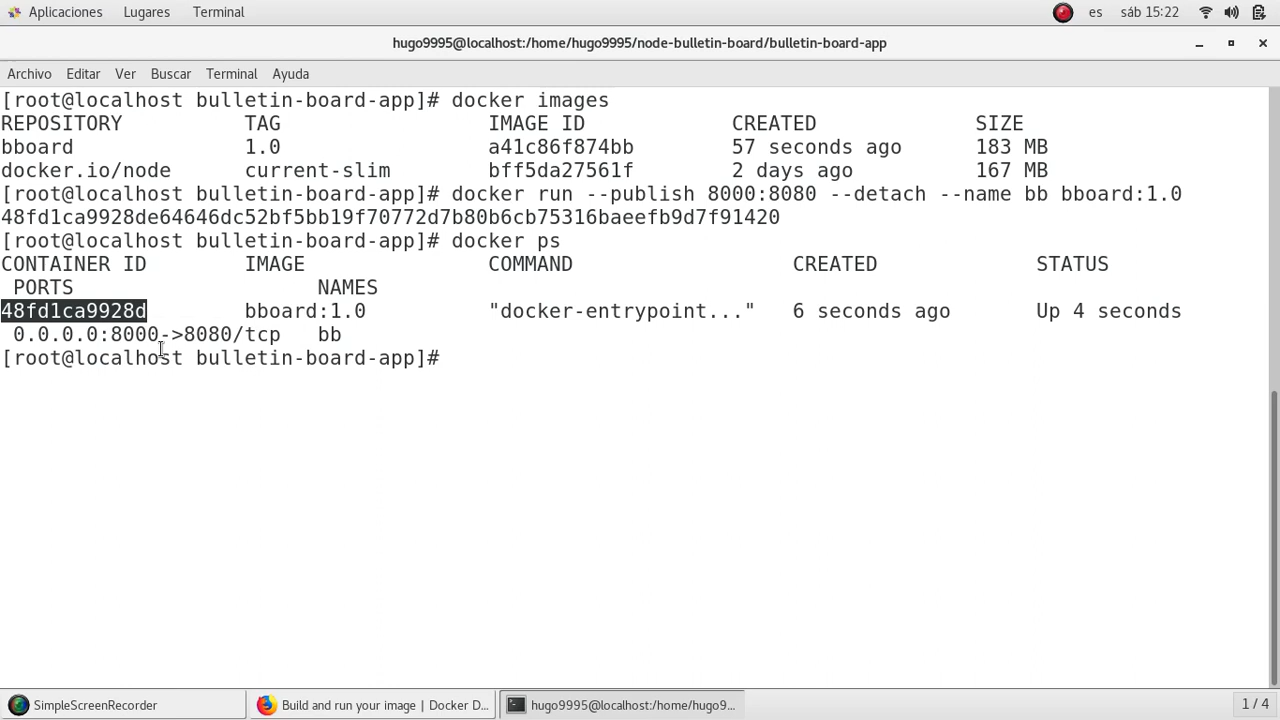 Aplicaciones Lugares Terminal es sáb 15:22
hugo9995@localhost:/home/hugo9995/node-bulletin-board/bulletin-board-app
Archivo Editar Ver Buscar Terminal Ayuda
[root@localhost bulletin-board-app]# docker images
REPOSITORY TAG IMAGE ID CREATED SIZE
bboard 1.0 a41c86f874bb 57 seconds ago 183 MB
docker.io/node current-slim bff5da27561f 2 days ago 167 MB
[root@localhost bulletin-board-app]# docker run --publish 8000:8080 --detach --name bb bboard:1.0
48fd1ca9928de64646dc52bf5bb19f70772d7b80b6cb75316baeefb9d7f91420
[root@localhost bulletin-board-app]# docker ps
CONTAINER ID IMAGE COMMAND CREATED STATUS
PORTS NAMES
48fd1ca9928d bboard:1.0 "docker-entrypoint..." 6 seconds ago Up 4 seconds
0.0.0.0:8000->8080/tcp bb
[root@localhost bulletin-board-app]#
SimpleScreenRecorder Build and run your image | Docker D... hugo9995@localhost:/home/hugo9... 1 / 4